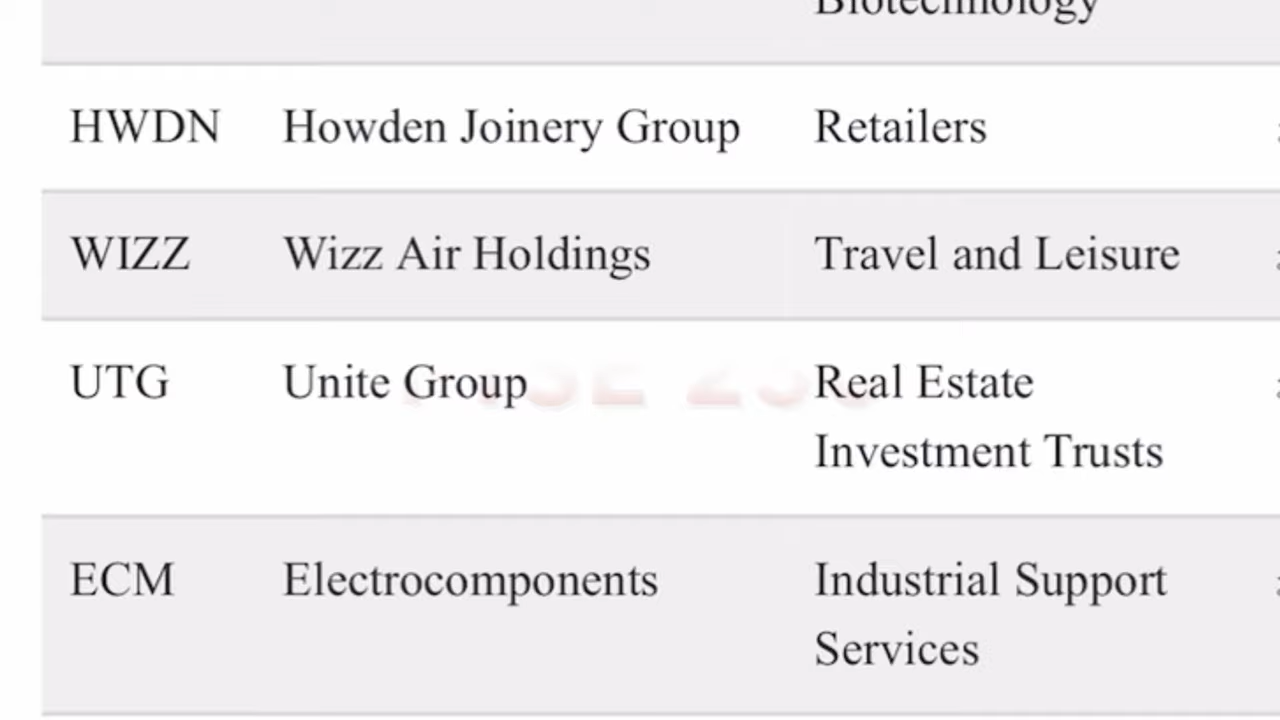 Biotechnology
HWDN Howden Joinery Group Retailers
WIZZ Wizz Air Holdings Travel and Leisure
UTG Unite Group Real Estate
Investment Trusts
ECM Electrocomponents Industrial Support
Services